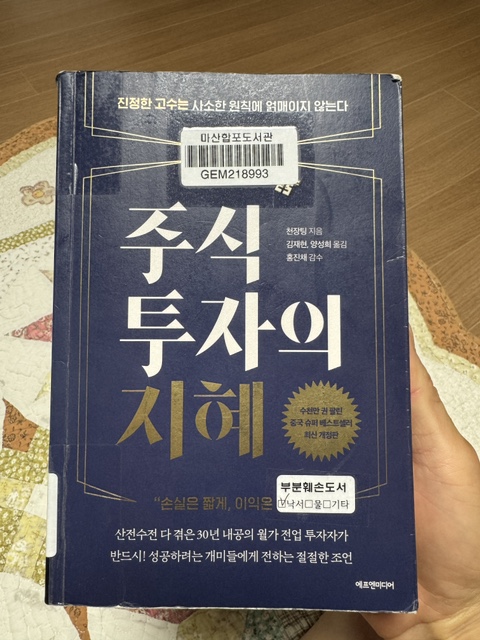 진정한 고수는 사소한 원칙에 얽매이지 않는다
마산합포도서관
GEM218993
주식
투자의
지혜
천장팅 지음
김재현, 양성희 옮김
홍진채 감수
수천만 권 팔린
중국 슈퍼 베스트셀러
최신 개정판
“손실은 짧게, 이익은
부분훼손도서
☑낙서□물□기타
산전수전 다 겪은 30년 내공의 월가 전업 투자자가
반드시! 성공하려는 개미들에게 전하는 절절한 조언
에프엔미디어